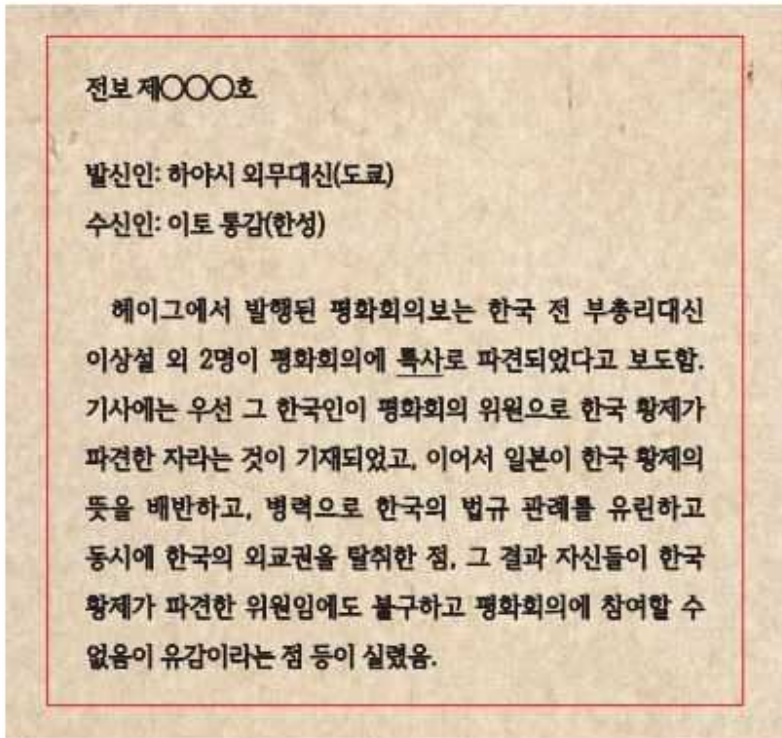 전보 제○○○호
발신인: 하야시 외무대신(도쿄)
수신인: 이토 통감(한성)
헤이그에서 발행된 평화회의보는 한국 전 부총리대신
이상설 외 2명이 평화회의에 특사로 파견되었다고 보도함.
기사에는 우선 그 한국인이 평화회의 위원으로 한국 황제가
파견한 자라는 것이 기재되었고, 이어서 일본이 한국 황제의
뜻을 배반하고, 병력으로 한국의 법규 관례를 유린하고
동시에 한국의 외교권을 탈취한 점, 그 결과 자신들이 한국
황제가 파견한 위원임에도 불구하고 평화회의에 참여할 수
없음이 유감이라는 점 등이 실렸음.